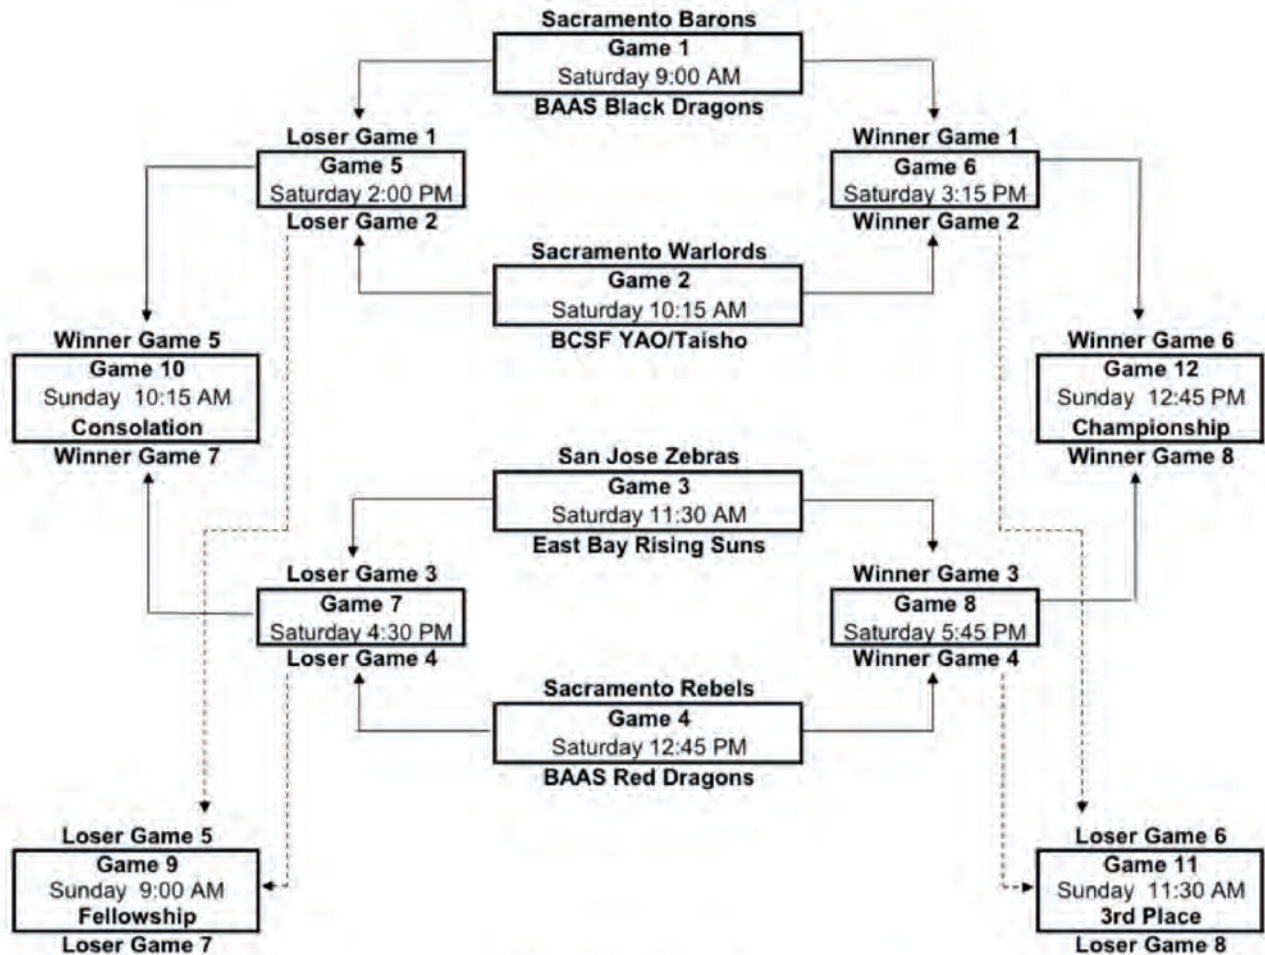 Sacramento Barons
Game 1
Saturday 9:00 AM
BAAS Black Dragons
Loser Game 1
Game 5
Saturday 2:00 PM
Loser Game 2
Winner Game 1
Game 6
Saturday 3:15 PM
Winner Game 2
Sacramento Warlords
Game 2
Saturday 10:15 AM
BCSF YAO/Taisho
Winner Game 5
Game 10
Sunday 10:15 AM
Consolation
Winner Game 7
Winner Game 6
Game 12
Sunday 12:45 PM
Championship
Winner Game 8
San Jose Zebras
Game 3
Saturday 11:30 AM
East Bay Rising Suns
Loser Game 3
Game 7
Saturday 4:30 PM
Loser Game 4
Winner Game 3
Game 8
Saturday 5:45 PM
Winner Game 4
Sacramento Rebels
Game 4
Saturday 12:45 PM
BAAS Red Dragons
Loser Game 5
Game 9
Sunday 9:00 AM
Fellowship
Loser Game 7
Loser Game 6
Game 11
Sunday 11:30 AM
3rd Place
Loser Game 8